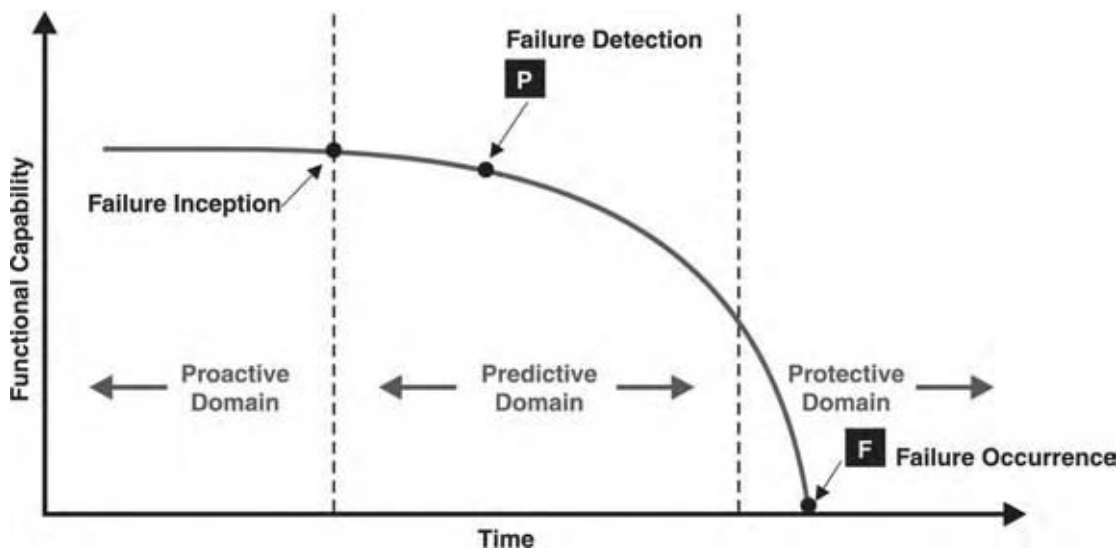 Failure Detection
P
Failure Inception
Functional Capability
Proactive
Domain
Predictive
Domain
Protective
Domain
F
Failure Occurrence
Time